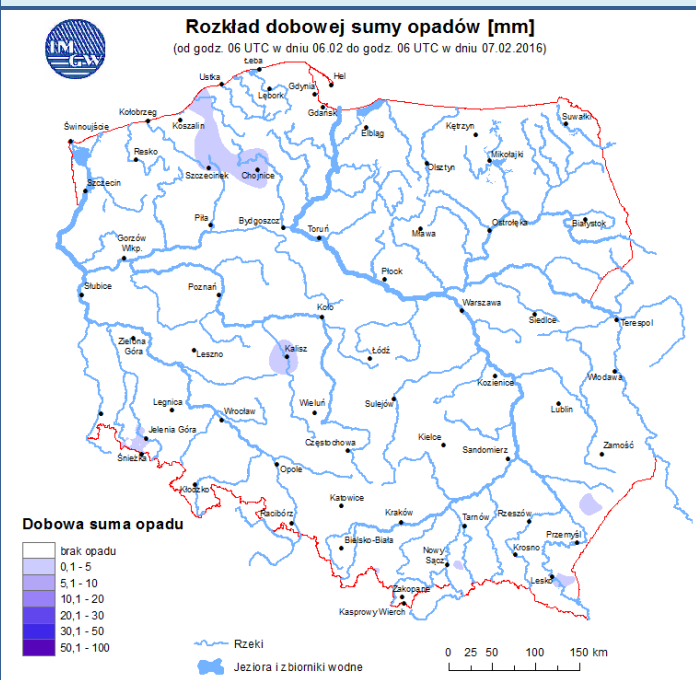 Rozkład dobowej sumy opadów [mm]
(od godz. 06 UTC w dniu 06.02 do godz. 06 UTC w dniu 07.02.2016)
IM
GW
Łeba
Ustka
Hel
Gdynia
Lębork
Gdańsk
Kołobrzeg
Koszalin
Suwałki
Świnoujście
Elbląg
Kętrzyn
Resko
Mikołajki
Olsztyn
Szczecinek
Chojnice
Szczecin
Piła
Bydgoszcz
Toruń
Mława
Ostrołęka
Białystok
Gorzów
Wlkp.
Płock
Słubice
Poznań
Koło
Warszawa
Siedlce
Terespol
Zielona
Góra
Leszno
Kalisz
Łódź
Kozienice
Włodawa
Legnica
Wrocław
Wieluń
Sulejów
Lublin
Jelenia Góra
Śnieżka
Częstochowa
Kielce
Sandomierz
Zamość
Opole
Kłodzko
Katowice
Racibórz
Kraków
Tarnów
Rzeszów
Przemyśl
Bielsko-Biała
Nowy
Sącz
Krosno
Lesko
Zakopane
Kasprowy Wierch
Dobowa suma opadu
brak opadu
0,1 - 5
5,1 - 10
10,1 - 20
20,1 - 30
30,1 - 50
50,1 - 100
Rzeki
Jeziora i zbiorniki wodne
0 25 50 100 150 km